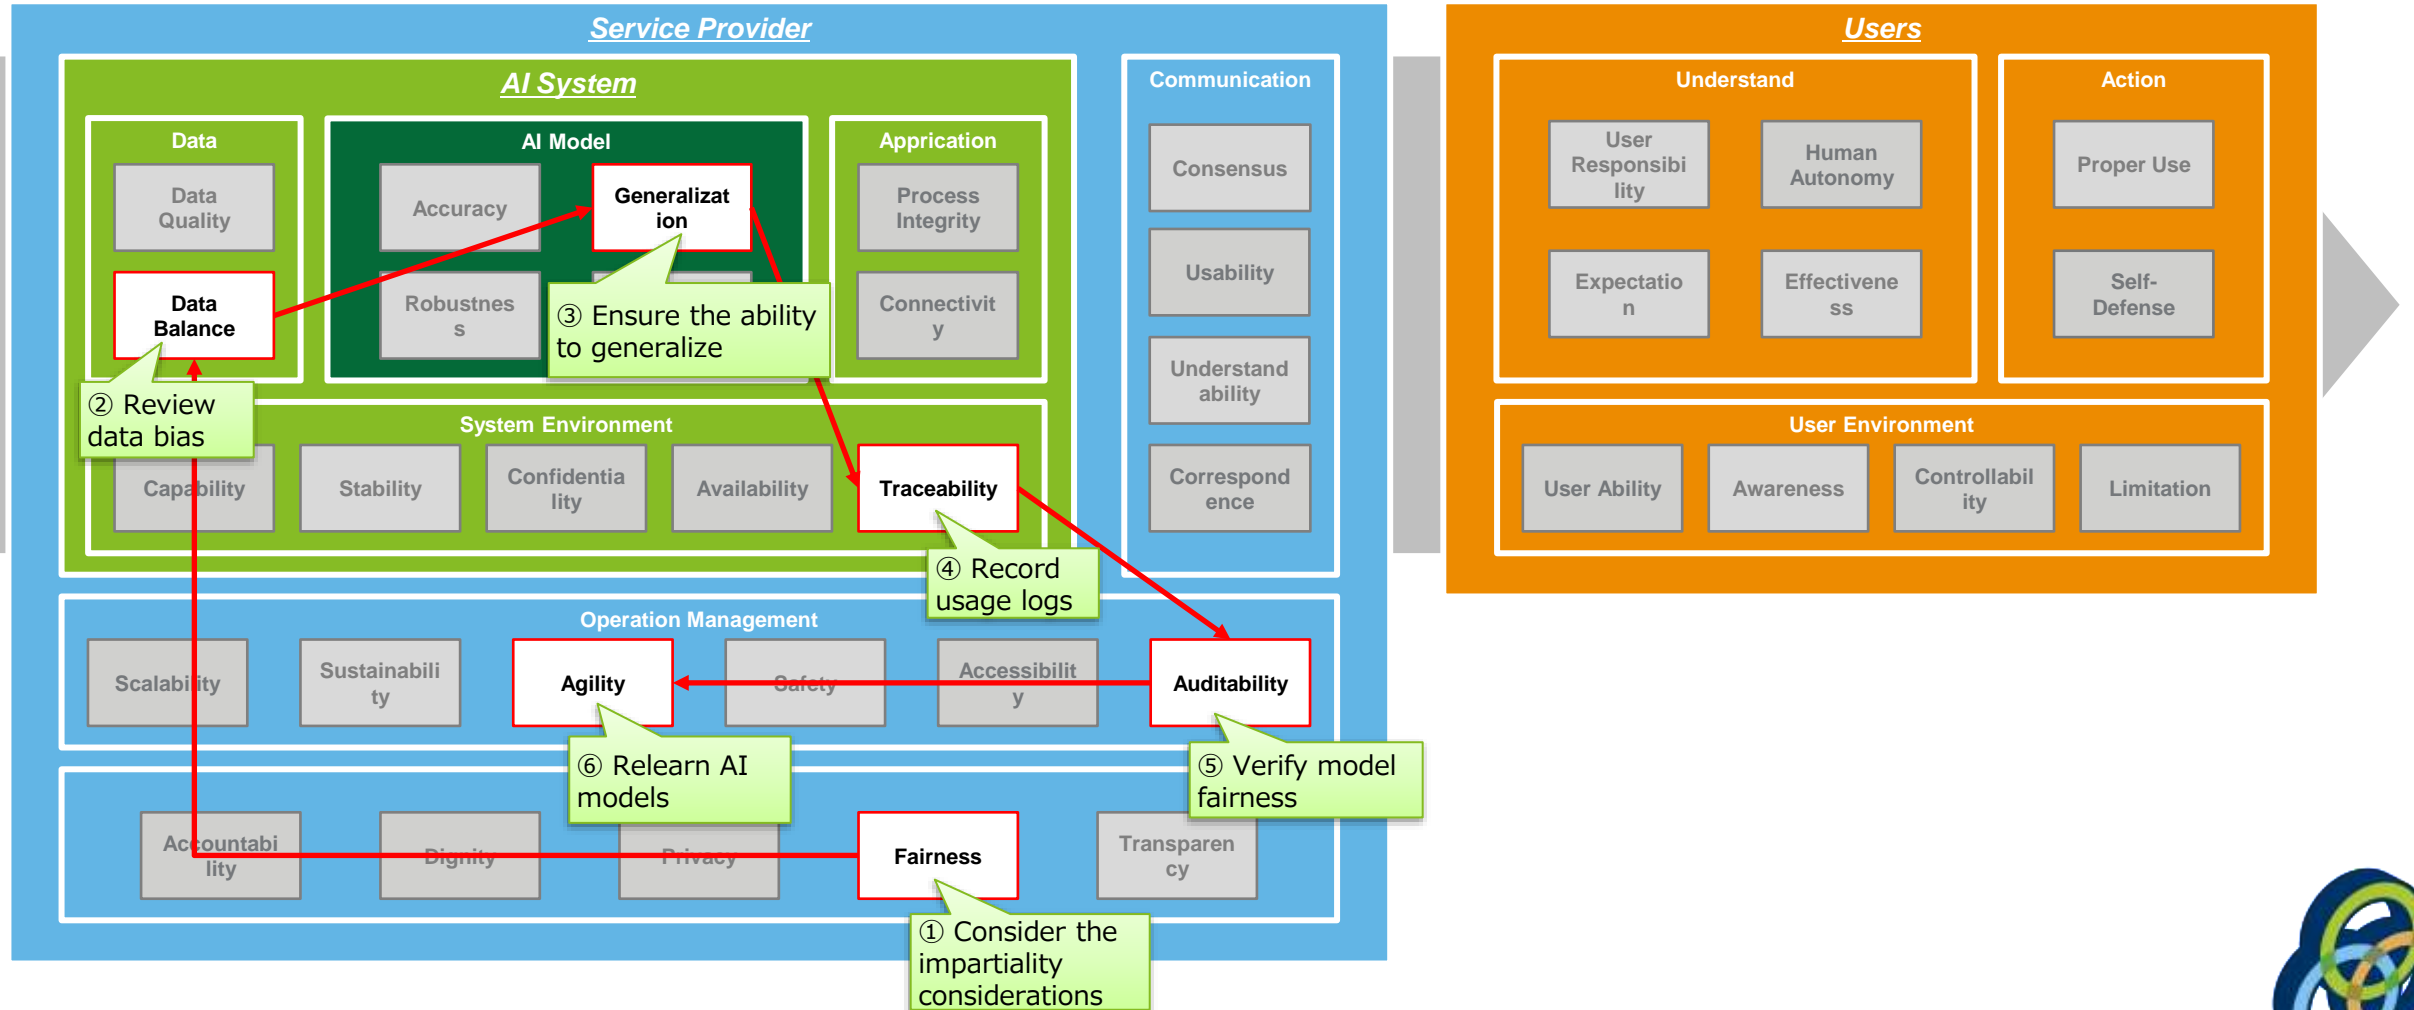 Service Provider
AI System
Data
Data
Quality
Data
Balance
② Review
data bias
AI Model
Accuracy
Generalizat
ion
Robustnes
s
③ Ensure the ability
to generalize
Apprication
Process
Integrity
Connectivit
y
System Environment
Capability
Stability
Confidentia
lity
Availability
Traceability
④ Record
usage logs
Communication
Consensus
Usability
Understand
ability
Correspond
ence
Operation Management
Scalability
Sustainabili
ty
Agility
Safety
Accessibilit
y
Auditability
⑥ Relearn AI
models
⑤ Verify model
fairness
Accountabi
lity
Dignity
Privacy
Fairness
Transparen
cy
① Consider the
impartiality
considerations
Users
Understand
User
Responsibi
lity
Human
Autonomy
Expectatio
n
Effectivene
ss
Action
Proper Use
Self-
Defense
User Environment
User Ability
Awareness
Controllabil
ity
Limitation